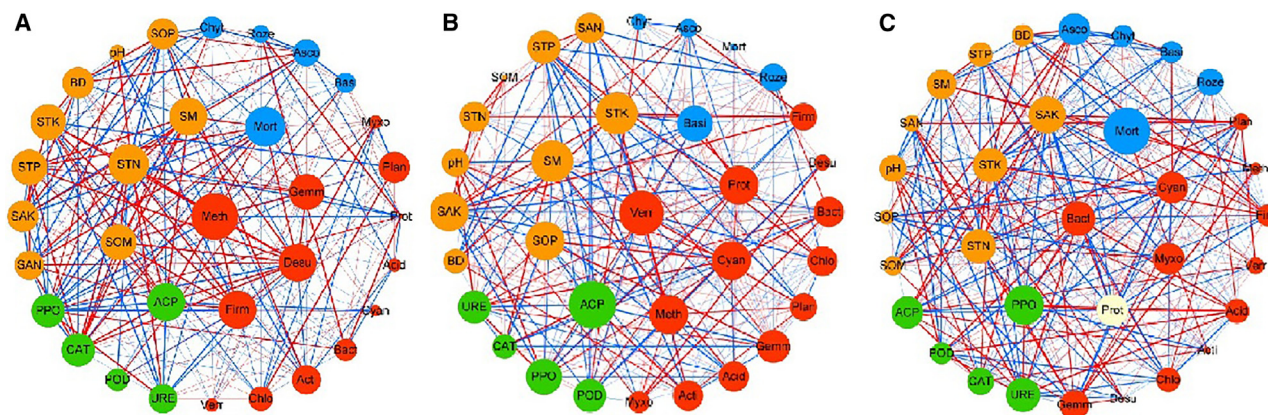 A
SOP
Chyt
Roze
Asco
pH
Basi
BD
STK
SM
Mort
Myxo
STP
STN
Gemm
Plan
SAK
Meth
Prot
SOM
SAN
Desu
Acid
PPO
ACP
Firm
Cyan
CAT
Bact
POD
Act
URE
Verr
Chlo
B
SAN
Chyt
Asco
STP
Mort
SOM
Roze
STN
STK
Basi
Firm
pH
SM
Desu
Prot
SAK
Verr
Bact
SOP
BD
Cyan
Chlo
URE
ACP
Meth
Plan
CAT
Gemm
PPO
POD
Acid
Myxo
Acti
C
BD
Asco
Chyt
Basi
STP
SM
Roze
SAN
SAK
Mort
Plan
pH
STK
Meth
Cyan
SOP
Bact
SOM
STN
Myxo
Verr
ACP
PPO
Prot
Acid
POD
Acti
CAT
Chlo
URE
Gemm
Desu